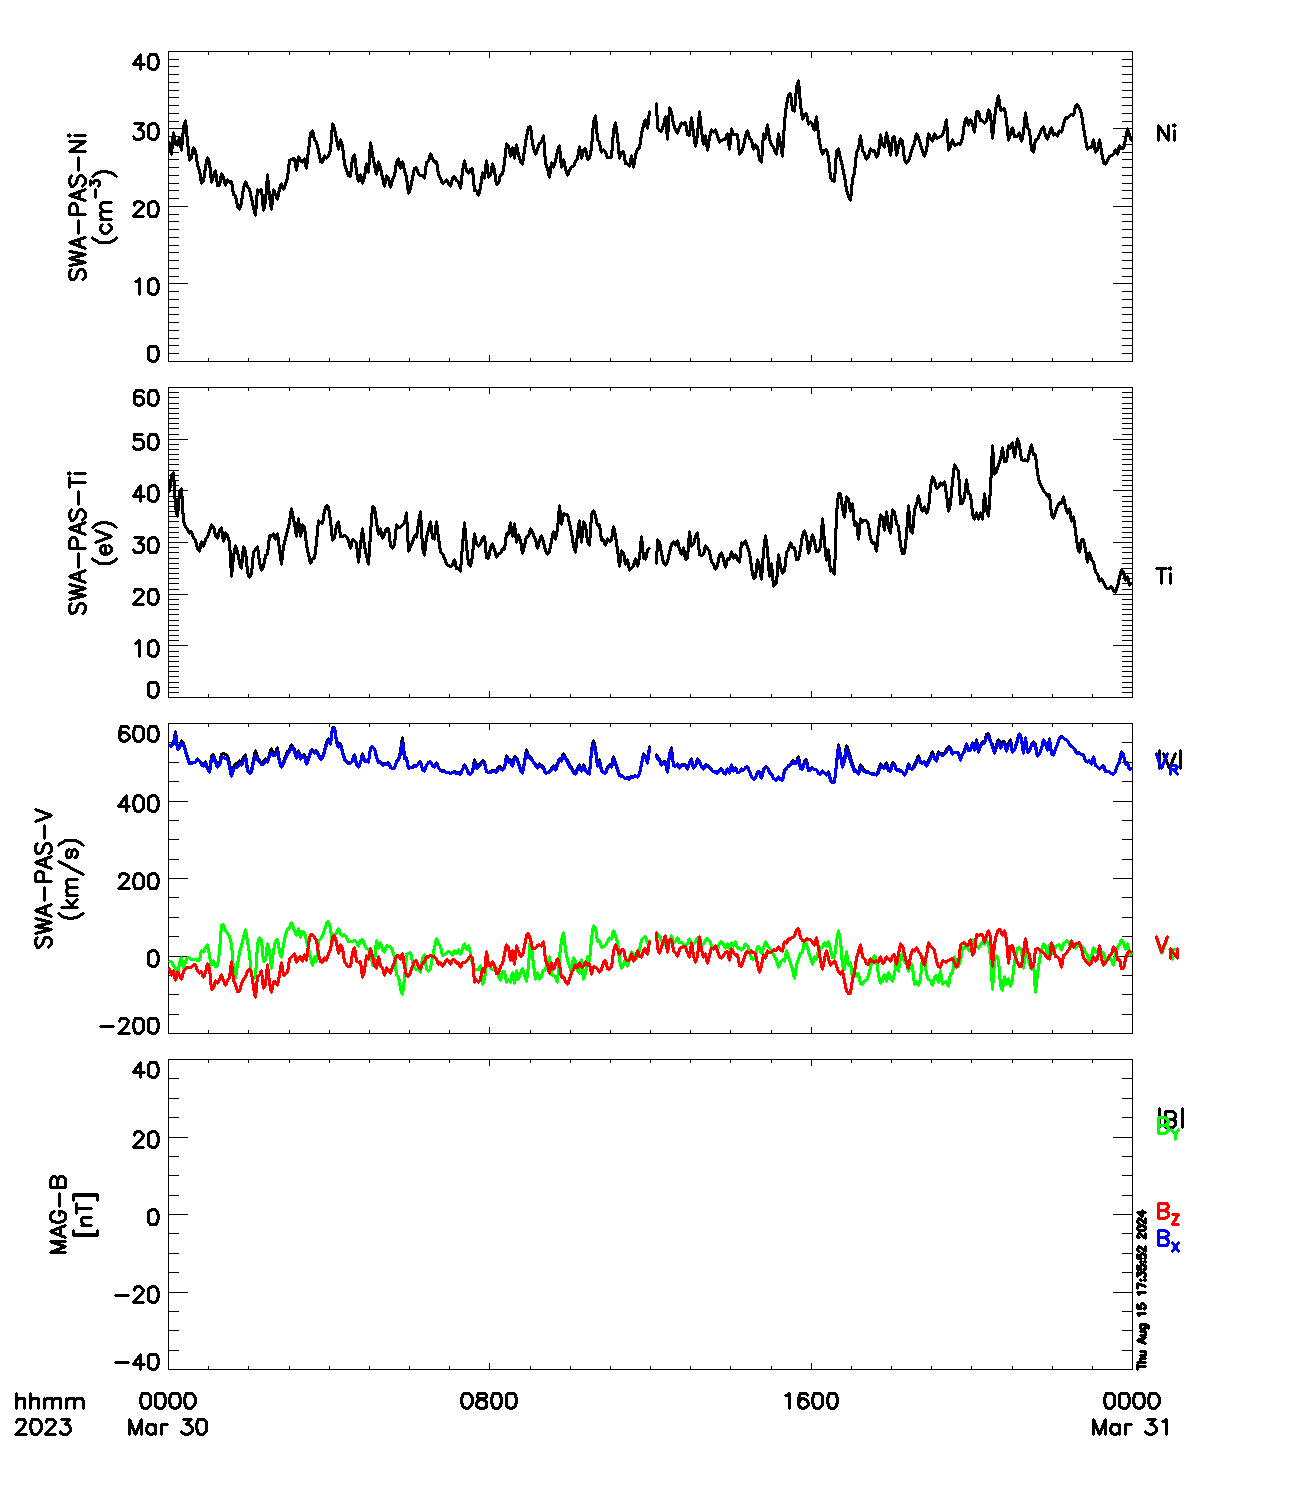 SWA-PAS-Ni
(cm⁻³)
40
30
20
10
0
Ni
SWA-PAS-Ti
(eV)
60
50
40
30
20
10
0
Ti
SWA-PAS-V
(km/s)
600
400
200
0
-200
|V|
V_R
V_N
MAG-B
[nT]
40
20
0
-20
-40
|B|
B_Y
B_Z
B_X
Thu Aug 15 17:35:52 2024
hhmm 0000 0800 1600 0000
2023 Mar 30 Mar 31